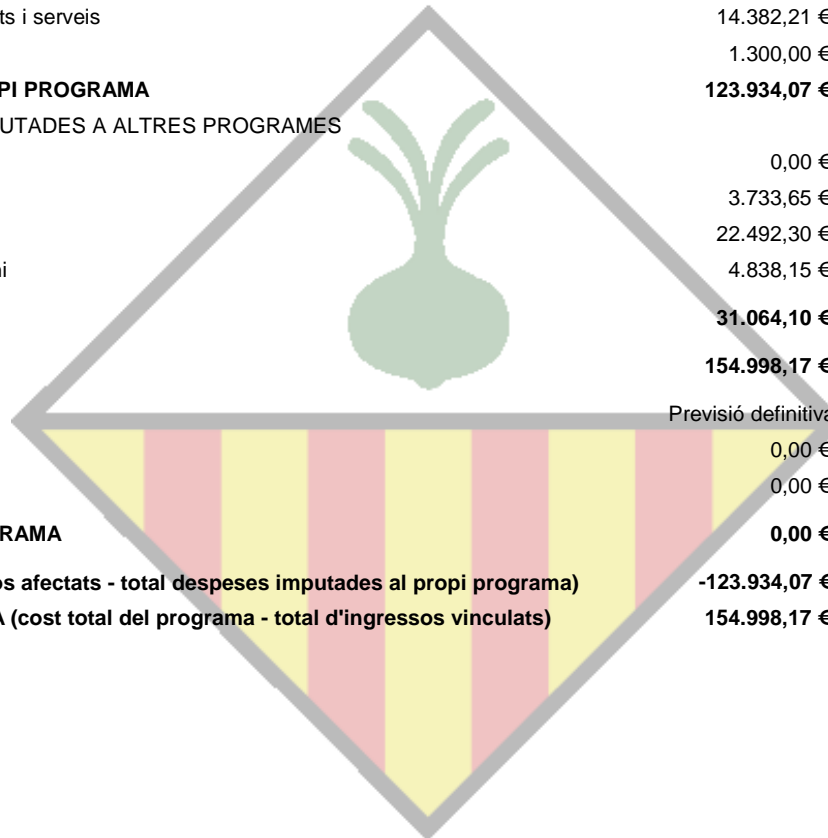 ts i serveis 14.382,21 €
1.300,00 €
PI PROGRAMA 123.934,07 €
UTADES A ALTRES PROGRAMES
0,00 €
3.733,65 €
22.492,30 €
ni 4.838,15 €
31.064,10 €
154.998,17 €
Previsió definitiva
0,00 €
0,00 €
RAMA 0,00 €
os afectats - total despeses imputades al propi programa) -123.934,07 €
A (cost total del programa - total d'ingressos vinculats) 154.998,17 €